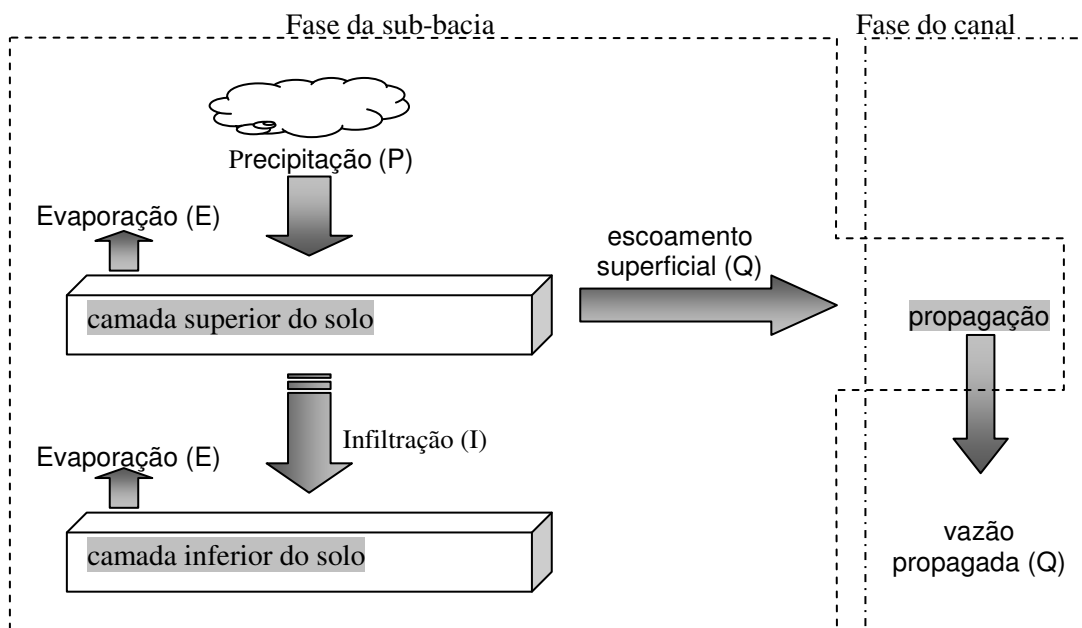 Fase da sub-bacia
Fase do canal
Precipitação (P)
Evaporação (E)
escoamento
superficial (Q)
camada superior do solo
propagação
Infiltração (I)
Evaporação (E)
camada inferior do solo
vazão
propagada (Q)